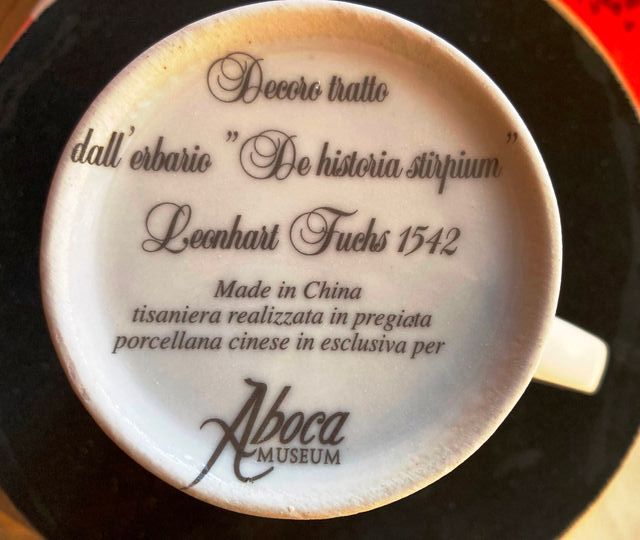 Decoro tratto
dall'erbario "De historia stirpium"
Leonhart Fuchs 1542
Made in China
tisaniera realizzata in pregiata
porcellana cinese in esclusiva per
Aboca
MUSEUM